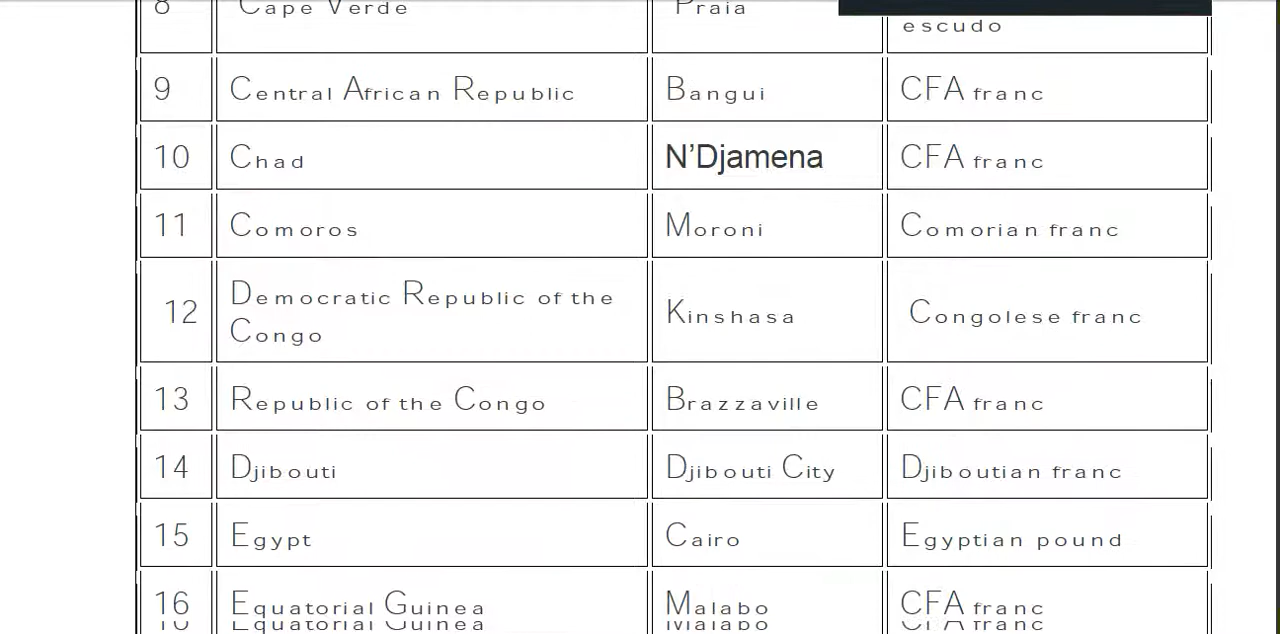 8 Cape Verde Praia
escudo
9 Central African Republic Bangui CFA franc
10 Chad N’Djamena CFA franc
11 Comoros Moroni Comorian franc
Democratic Republic of the
12 Kinshasa Congolese franc
Congo
13 Republic of the Congo Brazzaville CFA franc
14 Djibouti Djibouti City Djiboutian franc
15 Egypt Cairo Egyptian pound
16 Equatorial Guinea Malabo CFA franc